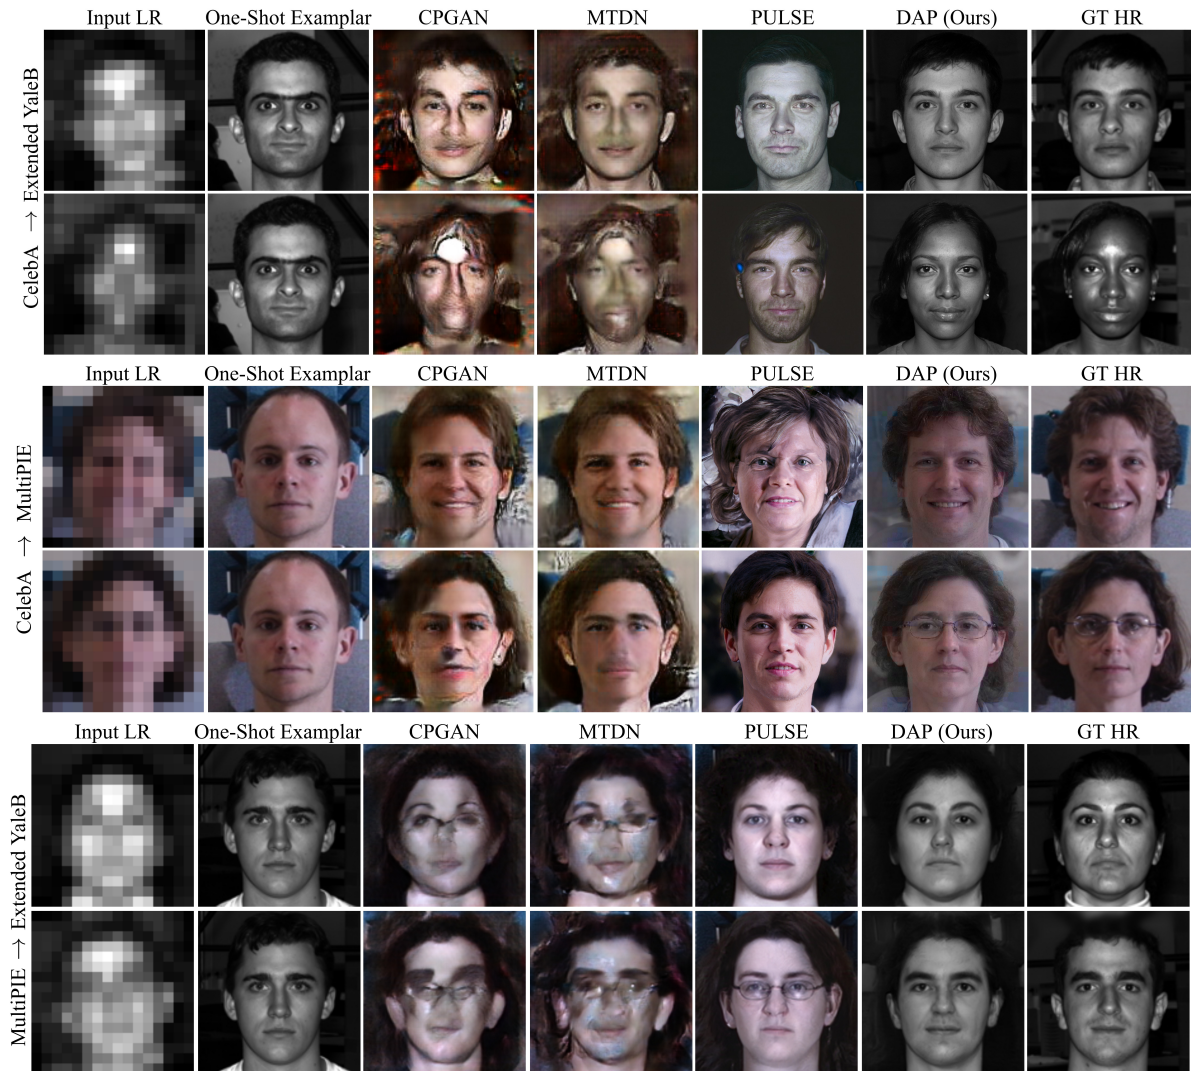 Input LR One-Shot Examplar CPGAN MTDN PULSE DAP (Ours) GT HR
CelebA → Extended YaleB
Input LR One-Shot Examplar CPGAN MTDN PULSE DAP (Ours) GT HR
CelebA → MultiPIE
Input LR One-Shot Examplar CPGAN MTDN PULSE DAP (Ours) GT HR
MultiPIE → Extended YaleB